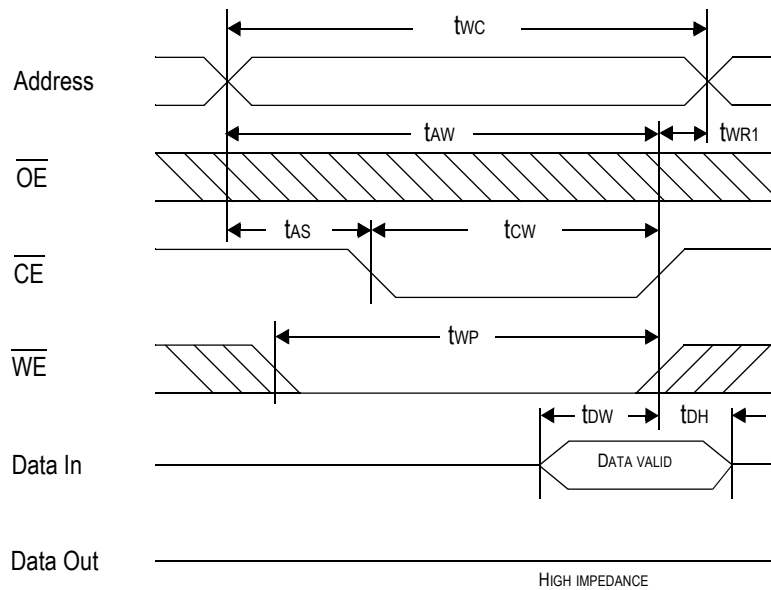 tWC
Address
tAW
tWR1
OE
tAS
tCW
CE
tWP
WE
tDW
tDH
Data In
DATA VALID
Data Out
HIGH IMPEDANCE